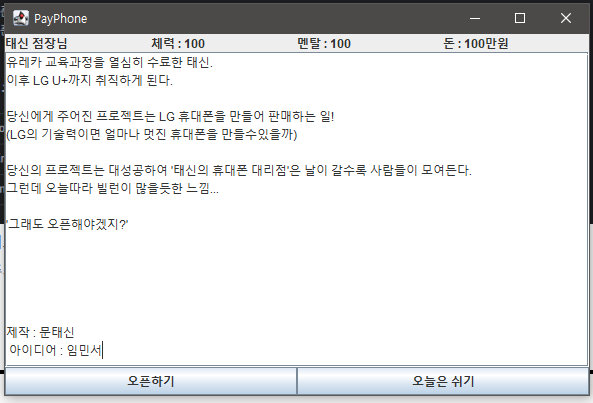 PayPhone
태신 점장님 체력 : 100 멘탈 : 100 돈 : 100만원
유레카 교육과정을 열심히 수료한 태신.
이후 LG U+까지 취직하게 된다.
당신에게 주어진 프로젝트는 LG 휴대폰을 만들어 판매하는 일!
(LG의 기술력이면 얼마나 멋진 휴대폰을 만들수있을까)
당신의 프로젝트는 대성공하여 '태신의 휴대폰 대리점'은 날이 갈수록 사람들이 모여든다.
그런데 오늘따라 빌런이 많을듯한 느낌...
'그래도 오픈해야겠지?'
제작 : 문태신
아이디어 : 임민서
오픈하기 오늘은 쉬기